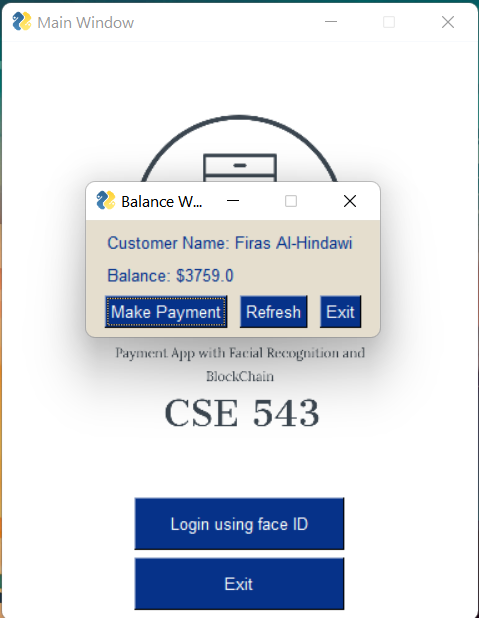 Main Window
Balance W...
Customer Name: Firas Al-Hindawi
Balance: $3759.0
Make Payment Refresh Exit
Payment App with Facial Recognition and
BlockChain
CSE 543
Login using face ID
Exit